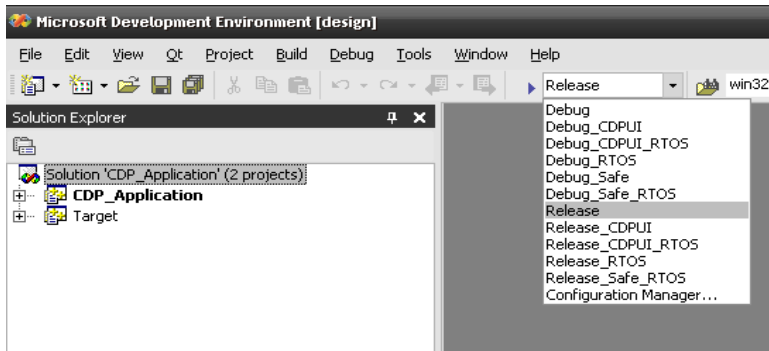 Microsoft Development Environment [design]
File Edit View Qt Project Build Debug Tools Window Help
Release win32
Solution Explorer
Solution 'CDP_Application' (2 projects)
CDP_Application
Target
Debug
Debug_CDPUI
Debug_CDPUI_RTOS
Debug_RTOS
Debug_Safe
Debug_Safe_RTOS
Release
Release_CDPUI
Release_CDPUI_RTOS
Release_RTOS
Release_Safe_RTOS
Configuration Manager...